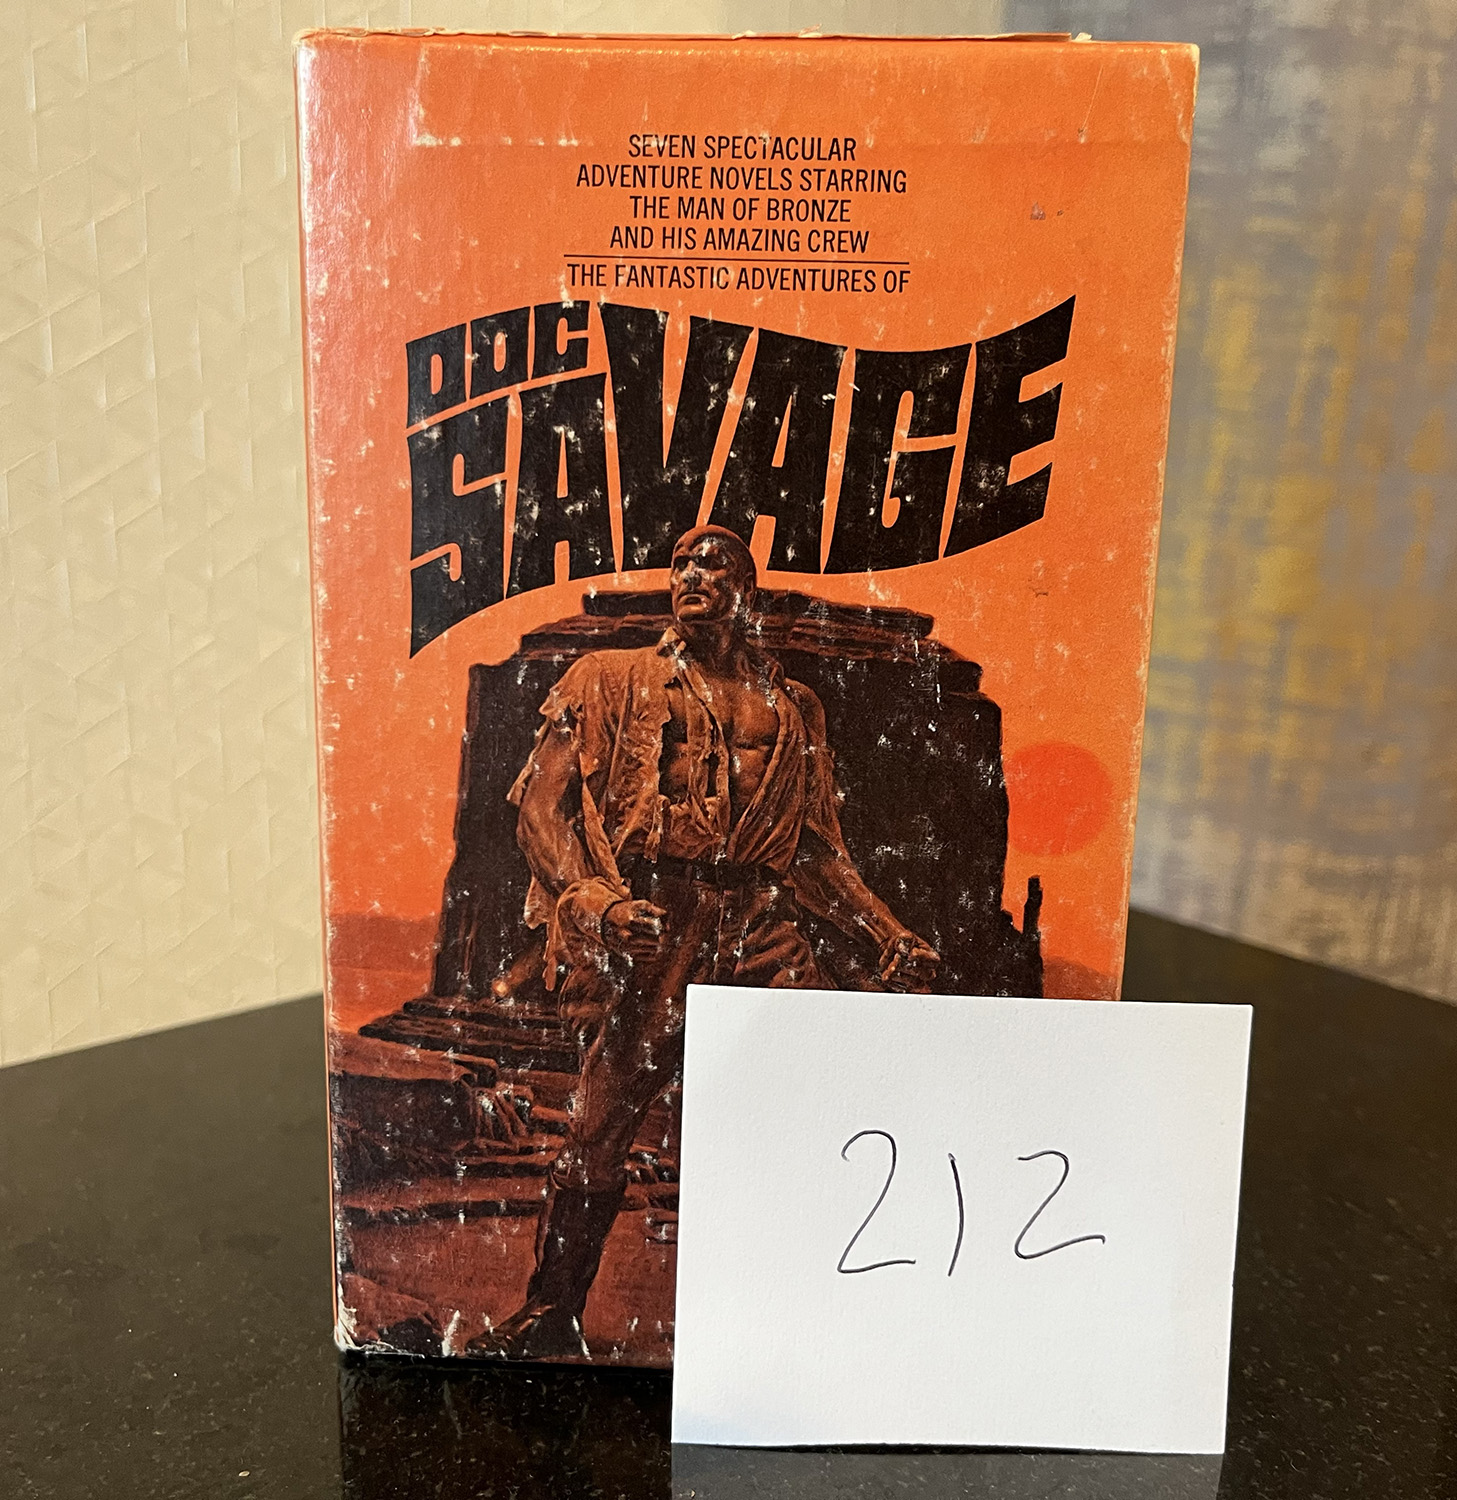 SEVEN SPECTACULAR
ADVENTURE NOVELS STARRING
THE MAN OF BRONZE
AND HIS AMAZING CREW
THE FANTASTIC ADVENTURES OF
DOC
SAVAGE
212